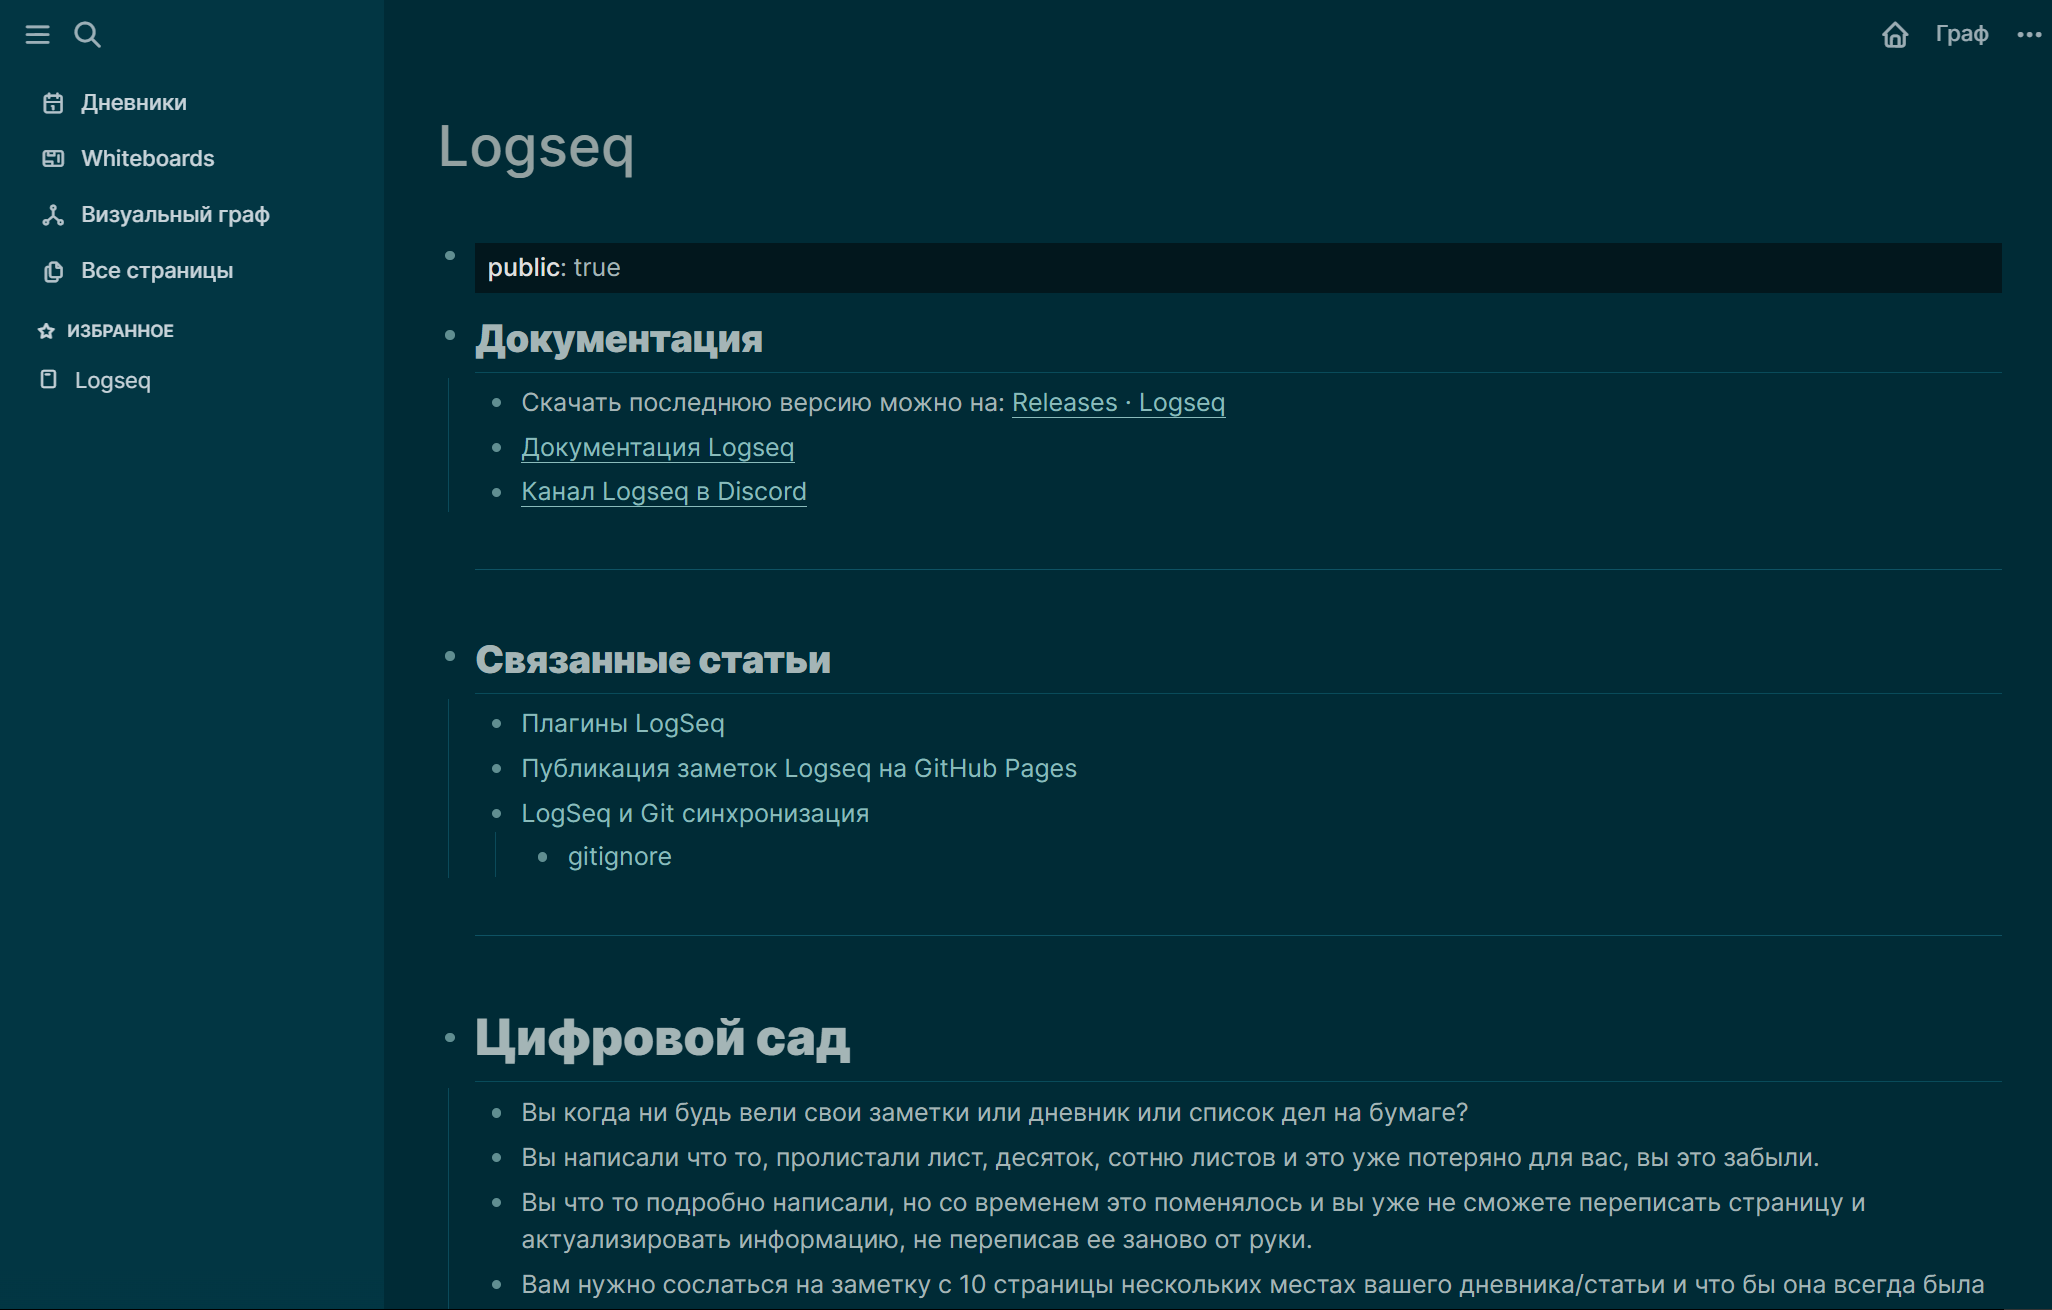 Граф
Дневники
Whiteboards
Визуальный граф
Все страницы
ИЗБРАННОЕ
Logseq
Logseq
public: true
Документация
Скачать последнюю версию можно на: Releases · Logseq
Документация Logseq
Канал Logseq в Discord
Связанные статьи
Плагины LogSeq
Публикация заметок Logseq на GitHub Pages
LogSeq и Git синхронизация
gitignore
Цифровой сад
Вы когда ни будь вели свои заметки или дневник или список дел на бумаге?
Вы написали что то, пролистали лист, десяток, сотню листов и это уже потеряно для вас, вы это забыли.
Вы что то подробно написали, но со временем это поменялось и вы уже не сможете переписать страницу и
актуализировать информацию, не переписав ее заново от руки.
Вам нужно сослаться на заметку с 10 страницы нескольких местах вашего дневника/статьи и что бы она всегда была